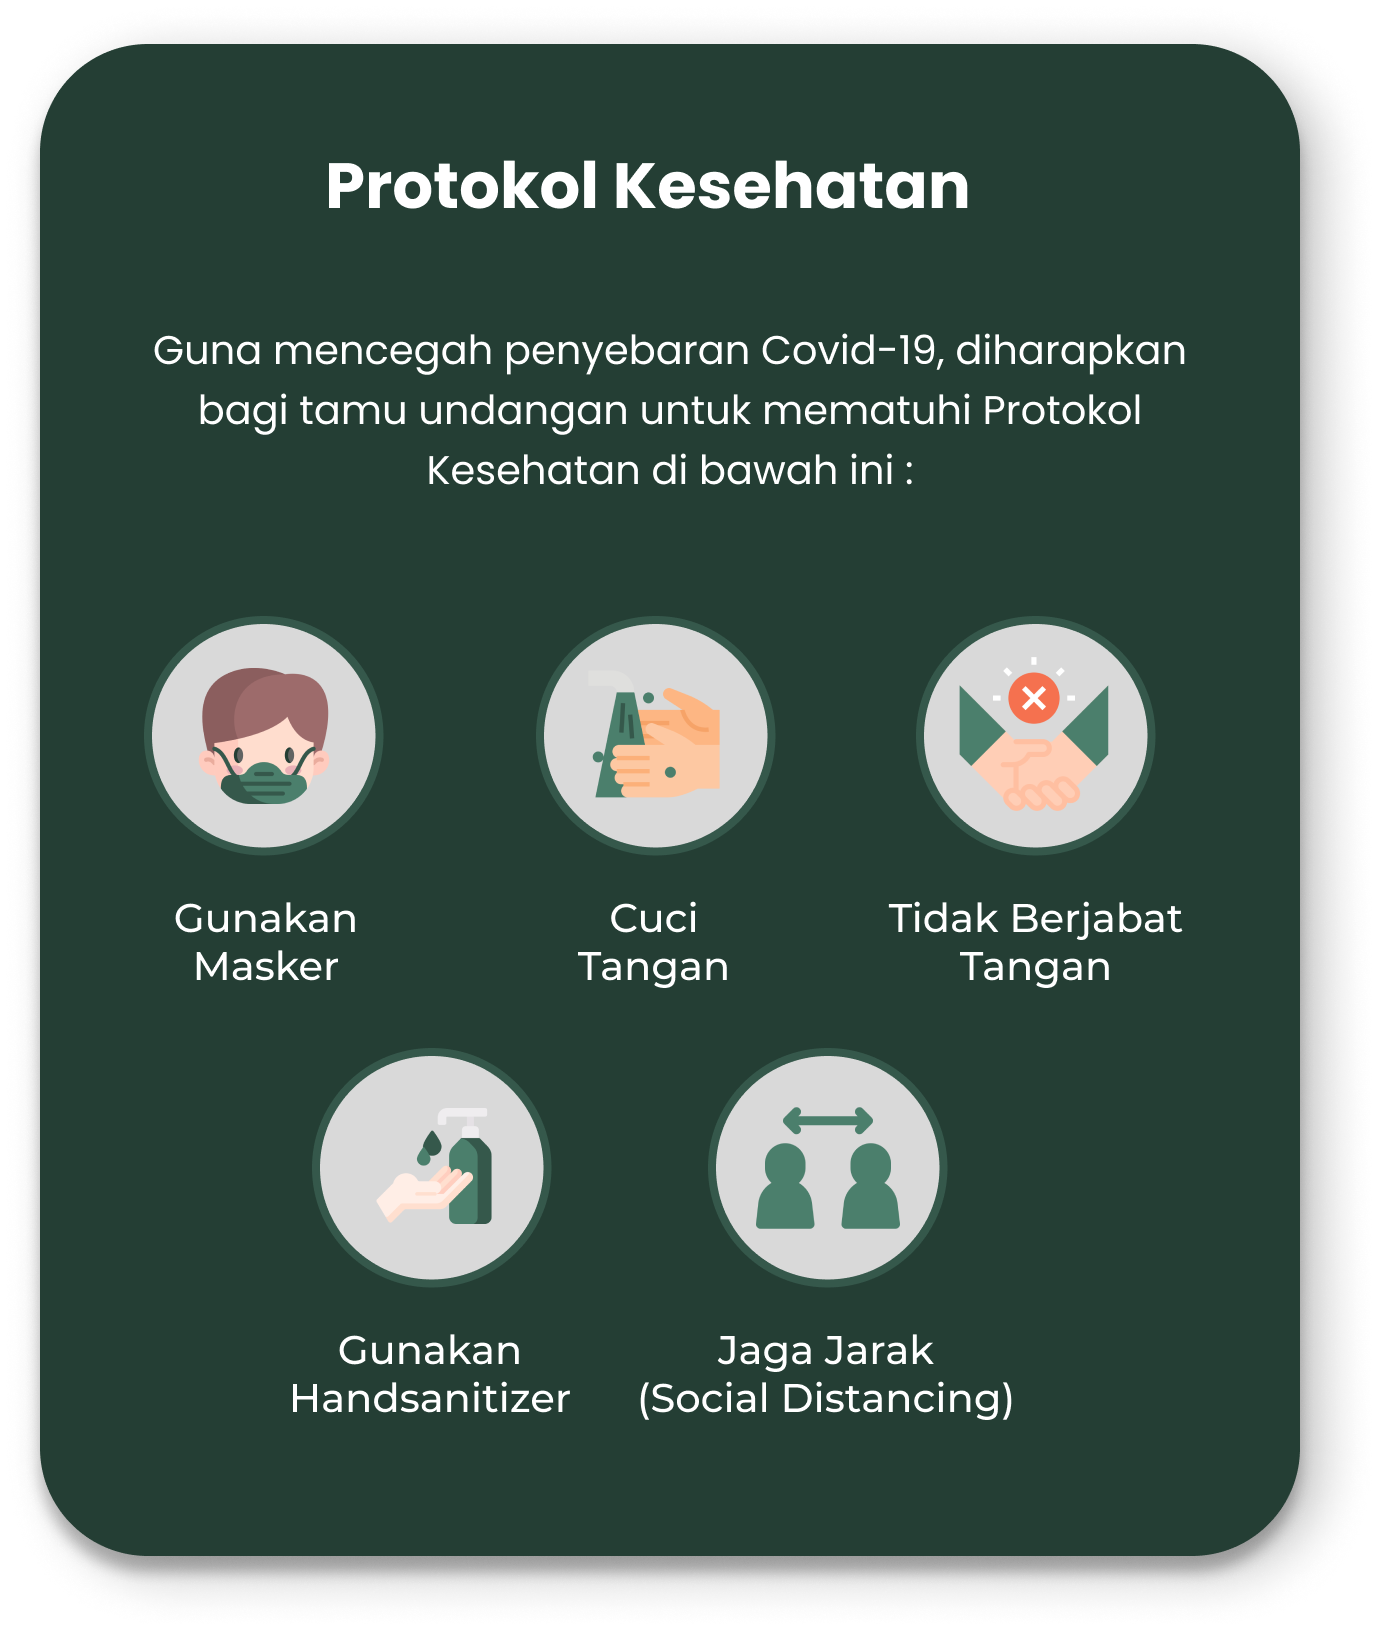 Protokol Kesehatan
Guna mencegah penyebaran Covid-19, diharapkan
bagi tamu undangan untuk mematuhi Protokol
Kesehatan di bawah ini :
Gunakan
Masker
Cuci
Tangan
Tidak Berjabat
Tangan
Gunakan
Handsanitizer
Jaga Jarak
(Social Distancing)